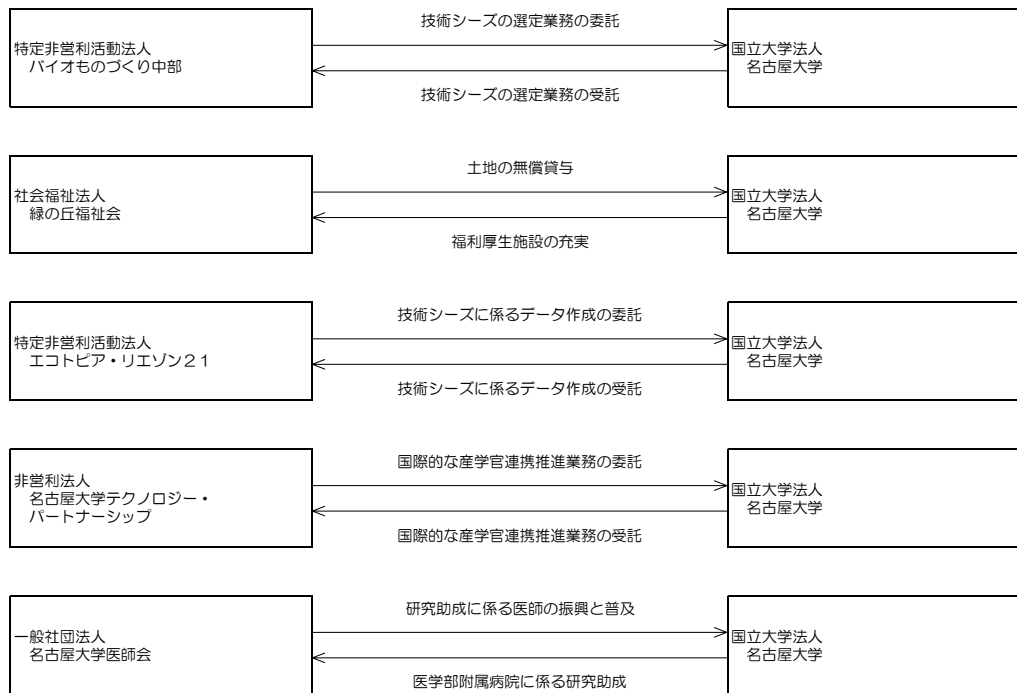 技術シーズの選定業務の委託
特定非営利活動法人
バイオものづくり中部
国立大学法人
名古屋大学
技術シーズの選定業務の受託
土地の無償貸与
社会福祉法人
緑の丘福祉会
国立大学法人
名古屋大学
福利厚生施設の充実
技術シーズに係るデータ作成の委託
特定非営利活動法人
エコトピア・リエゾン２１
国立大学法人
名古屋大学
技術シーズに係るデータ作成の受託
国際的な産学官連携推進業務の委託
非営利法人
名古屋大学テクノロジー・
パートナーシップ
国立大学法人
名古屋大学
国際的な産学官連携推進業務の受託
研究助成に係る医師の振興と普及
一般社団法人
名古屋大学医師会
国立大学法人
名古屋大学
医学部附属病院に係る研究助成